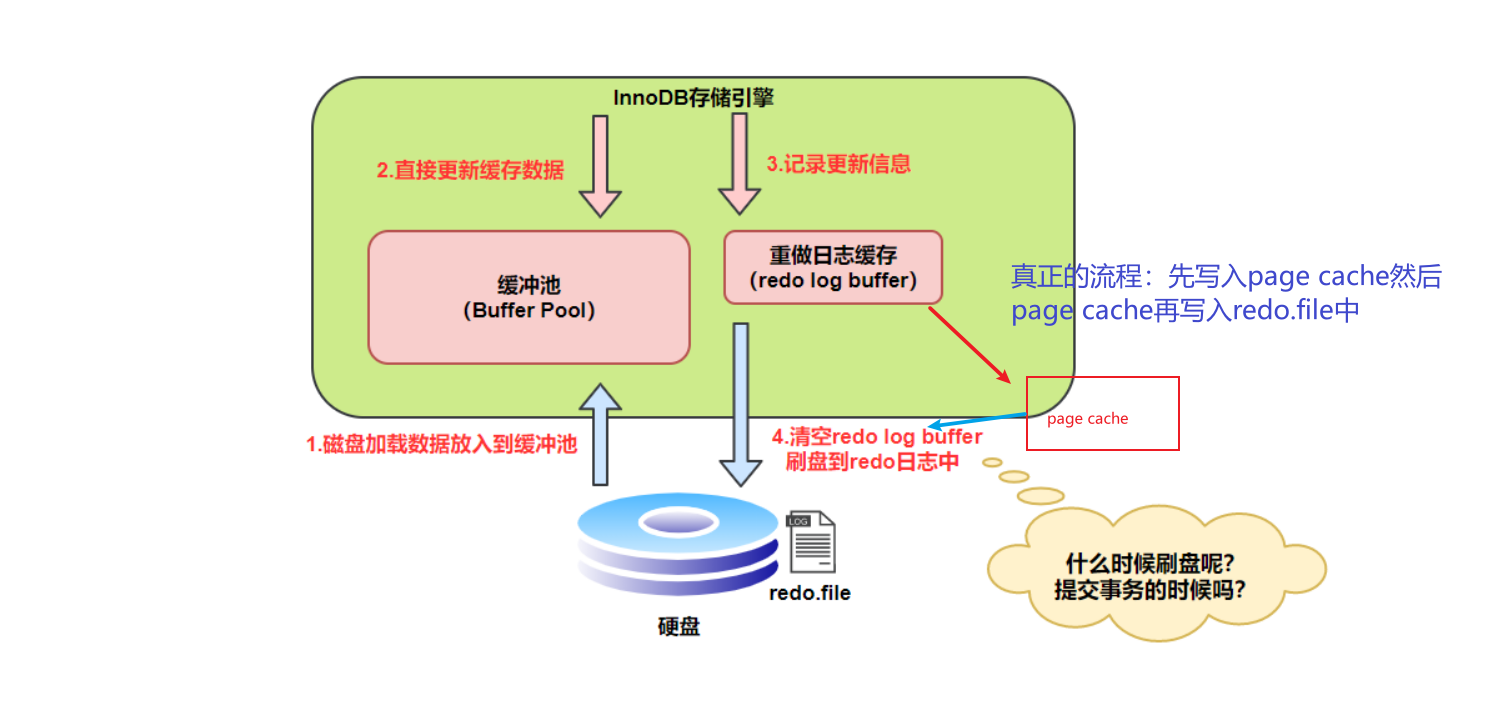 InnoDB存储引擎
2.直接更新缓存数据
3.记录更新信息
缓冲池
（Buffer Pool）
重做日志缓存
（redo log buffer）
真正的流程：先写入page cache然后
page cache再写入redo.file中
page cache
1.磁盘加载数据放入到缓冲池
4.清空redo log buffer
刷盘到redo日志中
LOG
redo.file
硬盘
什么时候刷盘呢？
提交事务的时候吗？